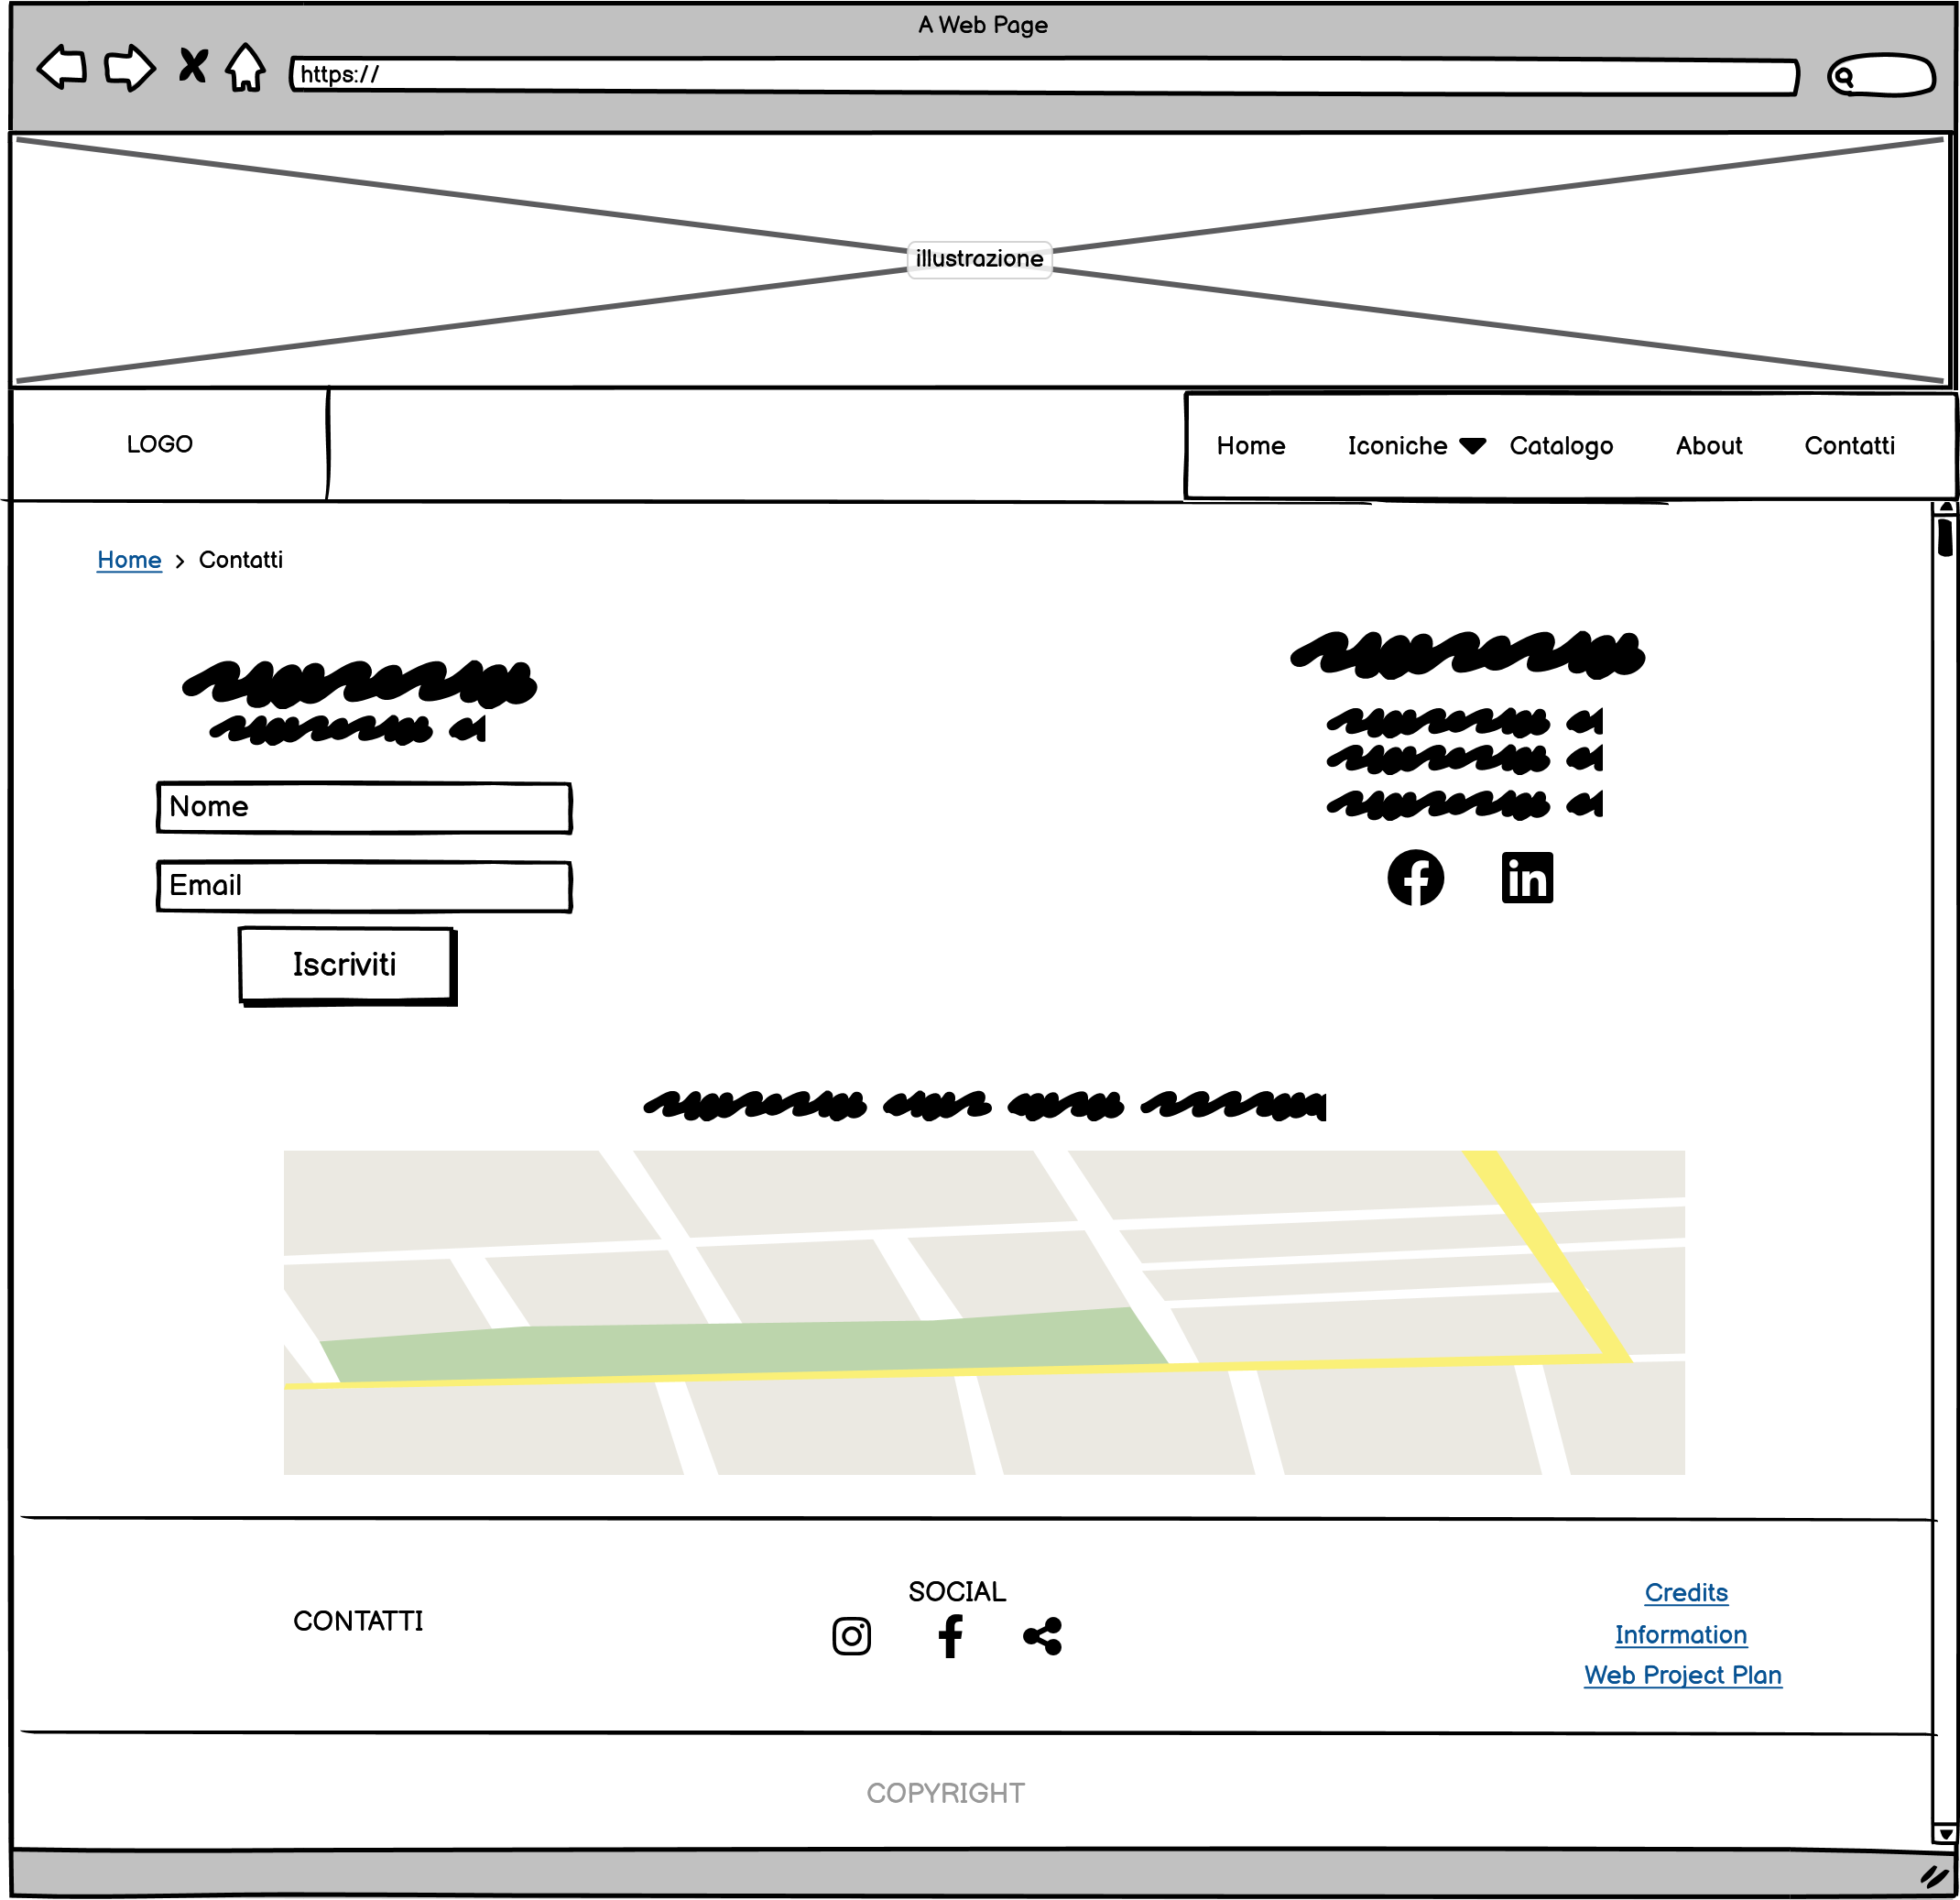 A Web Page
https://
illustrazione
LOGO
Home Iconiche Catalogo About Contatti
Home > Contatti
Nome
Email
Iscriviti
CONTATTI
SOCIAL
Credits
Information
Web Project Plan
COPYRIGHT